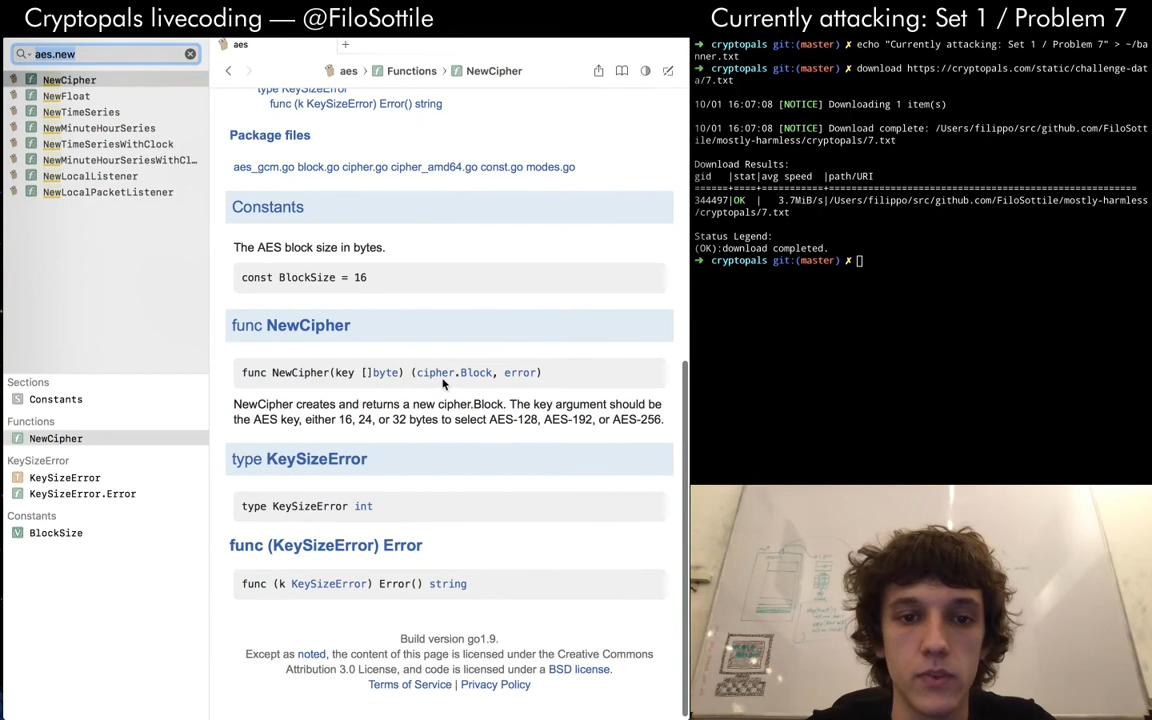 Cryptopals livecoding — @FiloSottile
Currently attacking: Set 1 / Problem 7
aes.new
NewCipher
NewFloat
NewTimeSeries
NewMinuteHourSeries
NewTimeSeriesWithClock
NewMinuteHourSeriesWithCl...
NewLocalListener
NewLocalPacketListener
Sections
Constants
Functions
NewCipher
KeySizeError
KeySizeError
KeySizeError.Error
Constants
BlockSize
aes
aes > Functions > NewCipher
type KeySizeError
func (k KeySizeError) Error() string
Package files
aes_gcm.go block.go cipher.go cipher_amd64.go const.go modes.go
Constants
The AES block size in bytes.
const BlockSize = 16
func NewCipher
func NewCipher(key []byte) (cipher.Block, error)
NewCipher creates and returns a new cipher.Block. The key argument should be
the AES key, either 16, 24, or 32 bytes to select AES-128, AES-192, or AES-256.
type KeySizeError
type KeySizeError int
func (KeySizeError) Error
func (k KeySizeError) Error() string
Build version go1.9.
Except as noted, the content of this page is licensed under the Creative Commons
Attribution 3.0 License, and code is licensed under a BSD license.
Terms of Service | Privacy Policy
➜ cryptopals git:(master) ✗ echo "Currently attacking: Set 1 / Problem 7" > ~/ba
nner.txt
➜ cryptopals git:(master) ✗ download https://cryptopals.com/static/challenge-dat
a/7.txt
10/01 16:07:08 [NOTICE] Downloading 1 item(s)
10/01 16:07:08 [NOTICE] Download complete: /Users/filippo/src/github.com/FiloSott
ile/mostly-harmless/cryptopals/7.txt
Download Results:
gid   |stat|avg speed  |path/URI
======+====+===========+=======================================================
344497|OK  |   3.7MiB/s|/Users/filippo/src/github.com/FiloSottile/mostly-harmless
/cryptopals/7.txt
Status Legend:
(OK):download completed.
➜ cryptopals git:(master) ✗